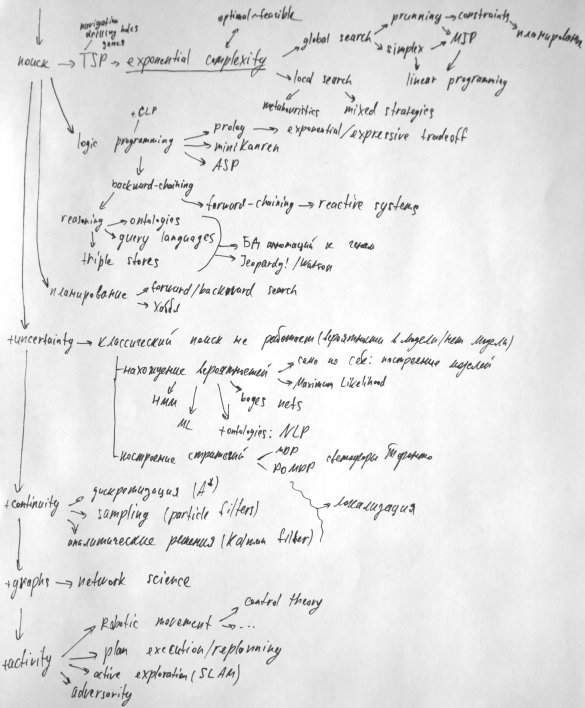 navigation
drilling holes
genes
optimal-feasible
поиск → TSP → exponential complexity
global search → prunning → constraints → планирование
→ simplex → MIP
linear programming
local search
metaheuristics mixed strategies
+CLP
logic programming → prolog → exponential/expressive tradeoff
→ miniKanren
→ ASP
backward-chaining
→ forward-chaining → reactive systems
reasoning → ontologies
→ query languages
triple stores
→ БД аннотаций к генам
→ Jeopardy!/Watson
планирование → forward/backward search
→ Хаббл
+uncertainty → классический поиск не работает (вероятности в модели/нет модели)
нахождение вероятностей → само по себе: построение моделей
→ Maximum Likelihood
HMM
ML
bayes nets
+ontologies: NLP
построение стратегий
MDP
POMDP
светофоры Торонто
+continuity → дискретизация (A*)
→ sampling (particle filters)
аналитические решения (Kalman filter)
→ локализация
+graphs → network science
+activity
Robotic movement → control theory
→ ...
plan execution/replanning
active exploration (SLAM)
adversarity